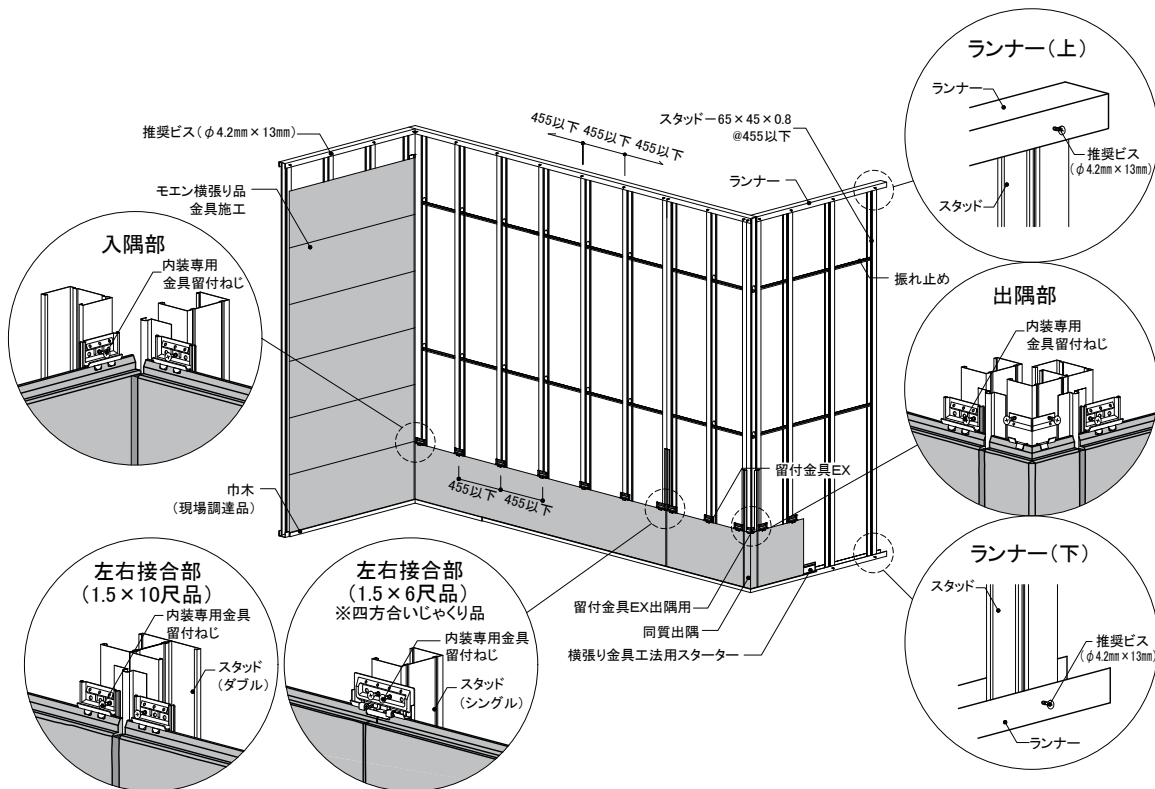 ランナー(上)
ランナー
推奨ビス
(φ4.2mm×13mm)
スタッド
455以下
455以下
455以下
スタッド－65×45×0.8
@455以下
推奨ビス(φ4.2mm×13mm)
ランナー
モエン横張り品
金具施工
入隅部
内装専用
金具留付ねじ
振れ止め
出隅部
内装専用
金具留付ねじ
留付金具EX
455以下
455以下
巾木
(現場調達品)
ランナー(下)
スタッド
推奨ビス
(φ4.2mm×13mm)
ランナー
左右接合部
(1.5×10尺品)
内装専用金具
留付ねじ
スタッド
(ダブル)
左右接合部
(1.5×6尺品)
※四方合いじゃくり品
内装専用金具
留付ねじ
スタッド
(シングル)
留付金具EX出隅用
同質出隅
横張り金具工法用スターター